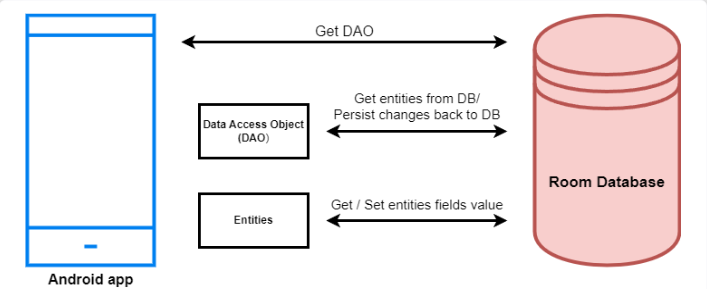 Get DAO
Get entities from DB/
Persist changes back to DB
Data Access Object
(DAO)
Room Database
Get / Set entities fields value
Entities
Android app